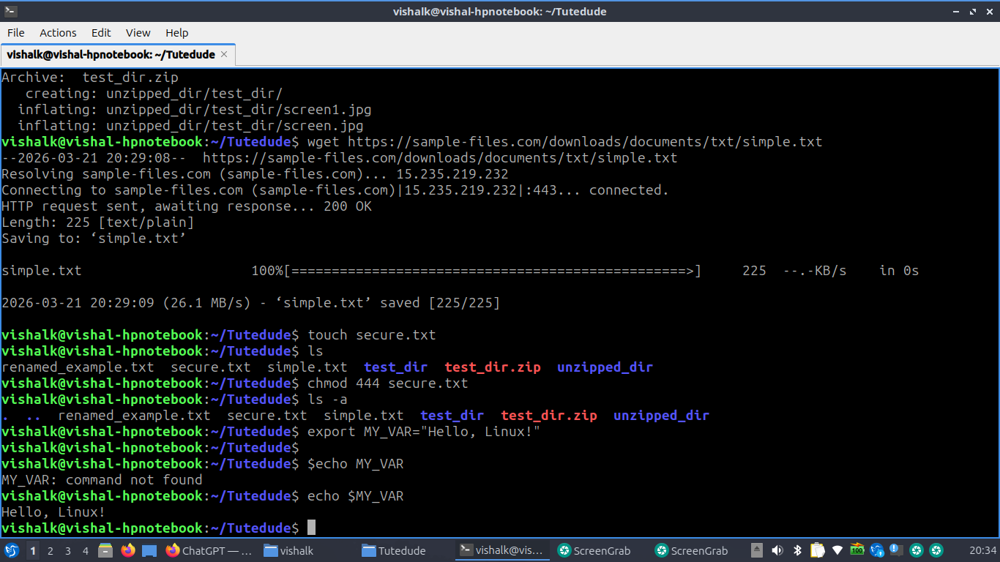 vishalk@vishal-hpnotebook: ~/Tutedude
File Actions Edit View Help
vishalk@vishal-hpnotebook: ~/Tutedude
Archive:  test_dir.zip
   creating: unzipped_dir/test_dir/
  inflating: unzipped_dir/test_dir/screen1.jpg
  inflating: unzipped_dir/test_dir/screen.jpg
vishalk@vishal-hpnotebook:~/Tutedude$ wget https://sample-files.com/downloads/documents/txt/simple.txt
--2026-03-21 20:29:08--  https://sample-files.com/downloads/documents/txt/simple.txt
Resolving sample-files.com (sample-files.com)... 15.235.219.232
Connecting to sample-files.com (sample-files.com)|15.235.219.232|:443... connected.
HTTP request sent, awaiting response... 200 OK
Length: 225 [text/plain]
Saving to: ‘simple.txt’
simple.txt                     100%[=================================================>]     225  --.-KB/s    in 0s
2026-03-21 20:29:09 (26.1 MB/s) - ‘simple.txt’ saved [225/225]
vishalk@vishal-hpnotebook:~/Tutedude$ touch secure.txt
vishalk@vishal-hpnotebook:~/Tutedude$ ls
renamed_example.txt  secure.txt  simple.txt  test_dir  test_dir.zip  unzipped_dir
vishalk@vishal-hpnotebook:~/Tutedude$ chmod 444 secure.txt
vishalk@vishal-hpnotebook:~/Tutedude$ ls -a
.  ..  renamed_example.txt  secure.txt  simple.txt  test_dir  test_dir.zip  unzipped_dir
vishalk@vishal-hpnotebook:~/Tutedude$ export MY_VAR="Hello, Linux!"
vishalk@vishal-hpnotebook:~/Tutedude$
vishalk@vishal-hpnotebook:~/Tutedude$ $echo MY_VAR
MY_VAR: command not found
vishalk@vishal-hpnotebook:~/Tutedude$ echo $MY_VAR
Hello, Linux!
vishalk@vishal-hpnotebook:~/Tutedude$
1 2 3 4 ChatGPT — ... vishalk Tutedude vishalk@vis... ScreenGrab ScreenGrab 100 20:34